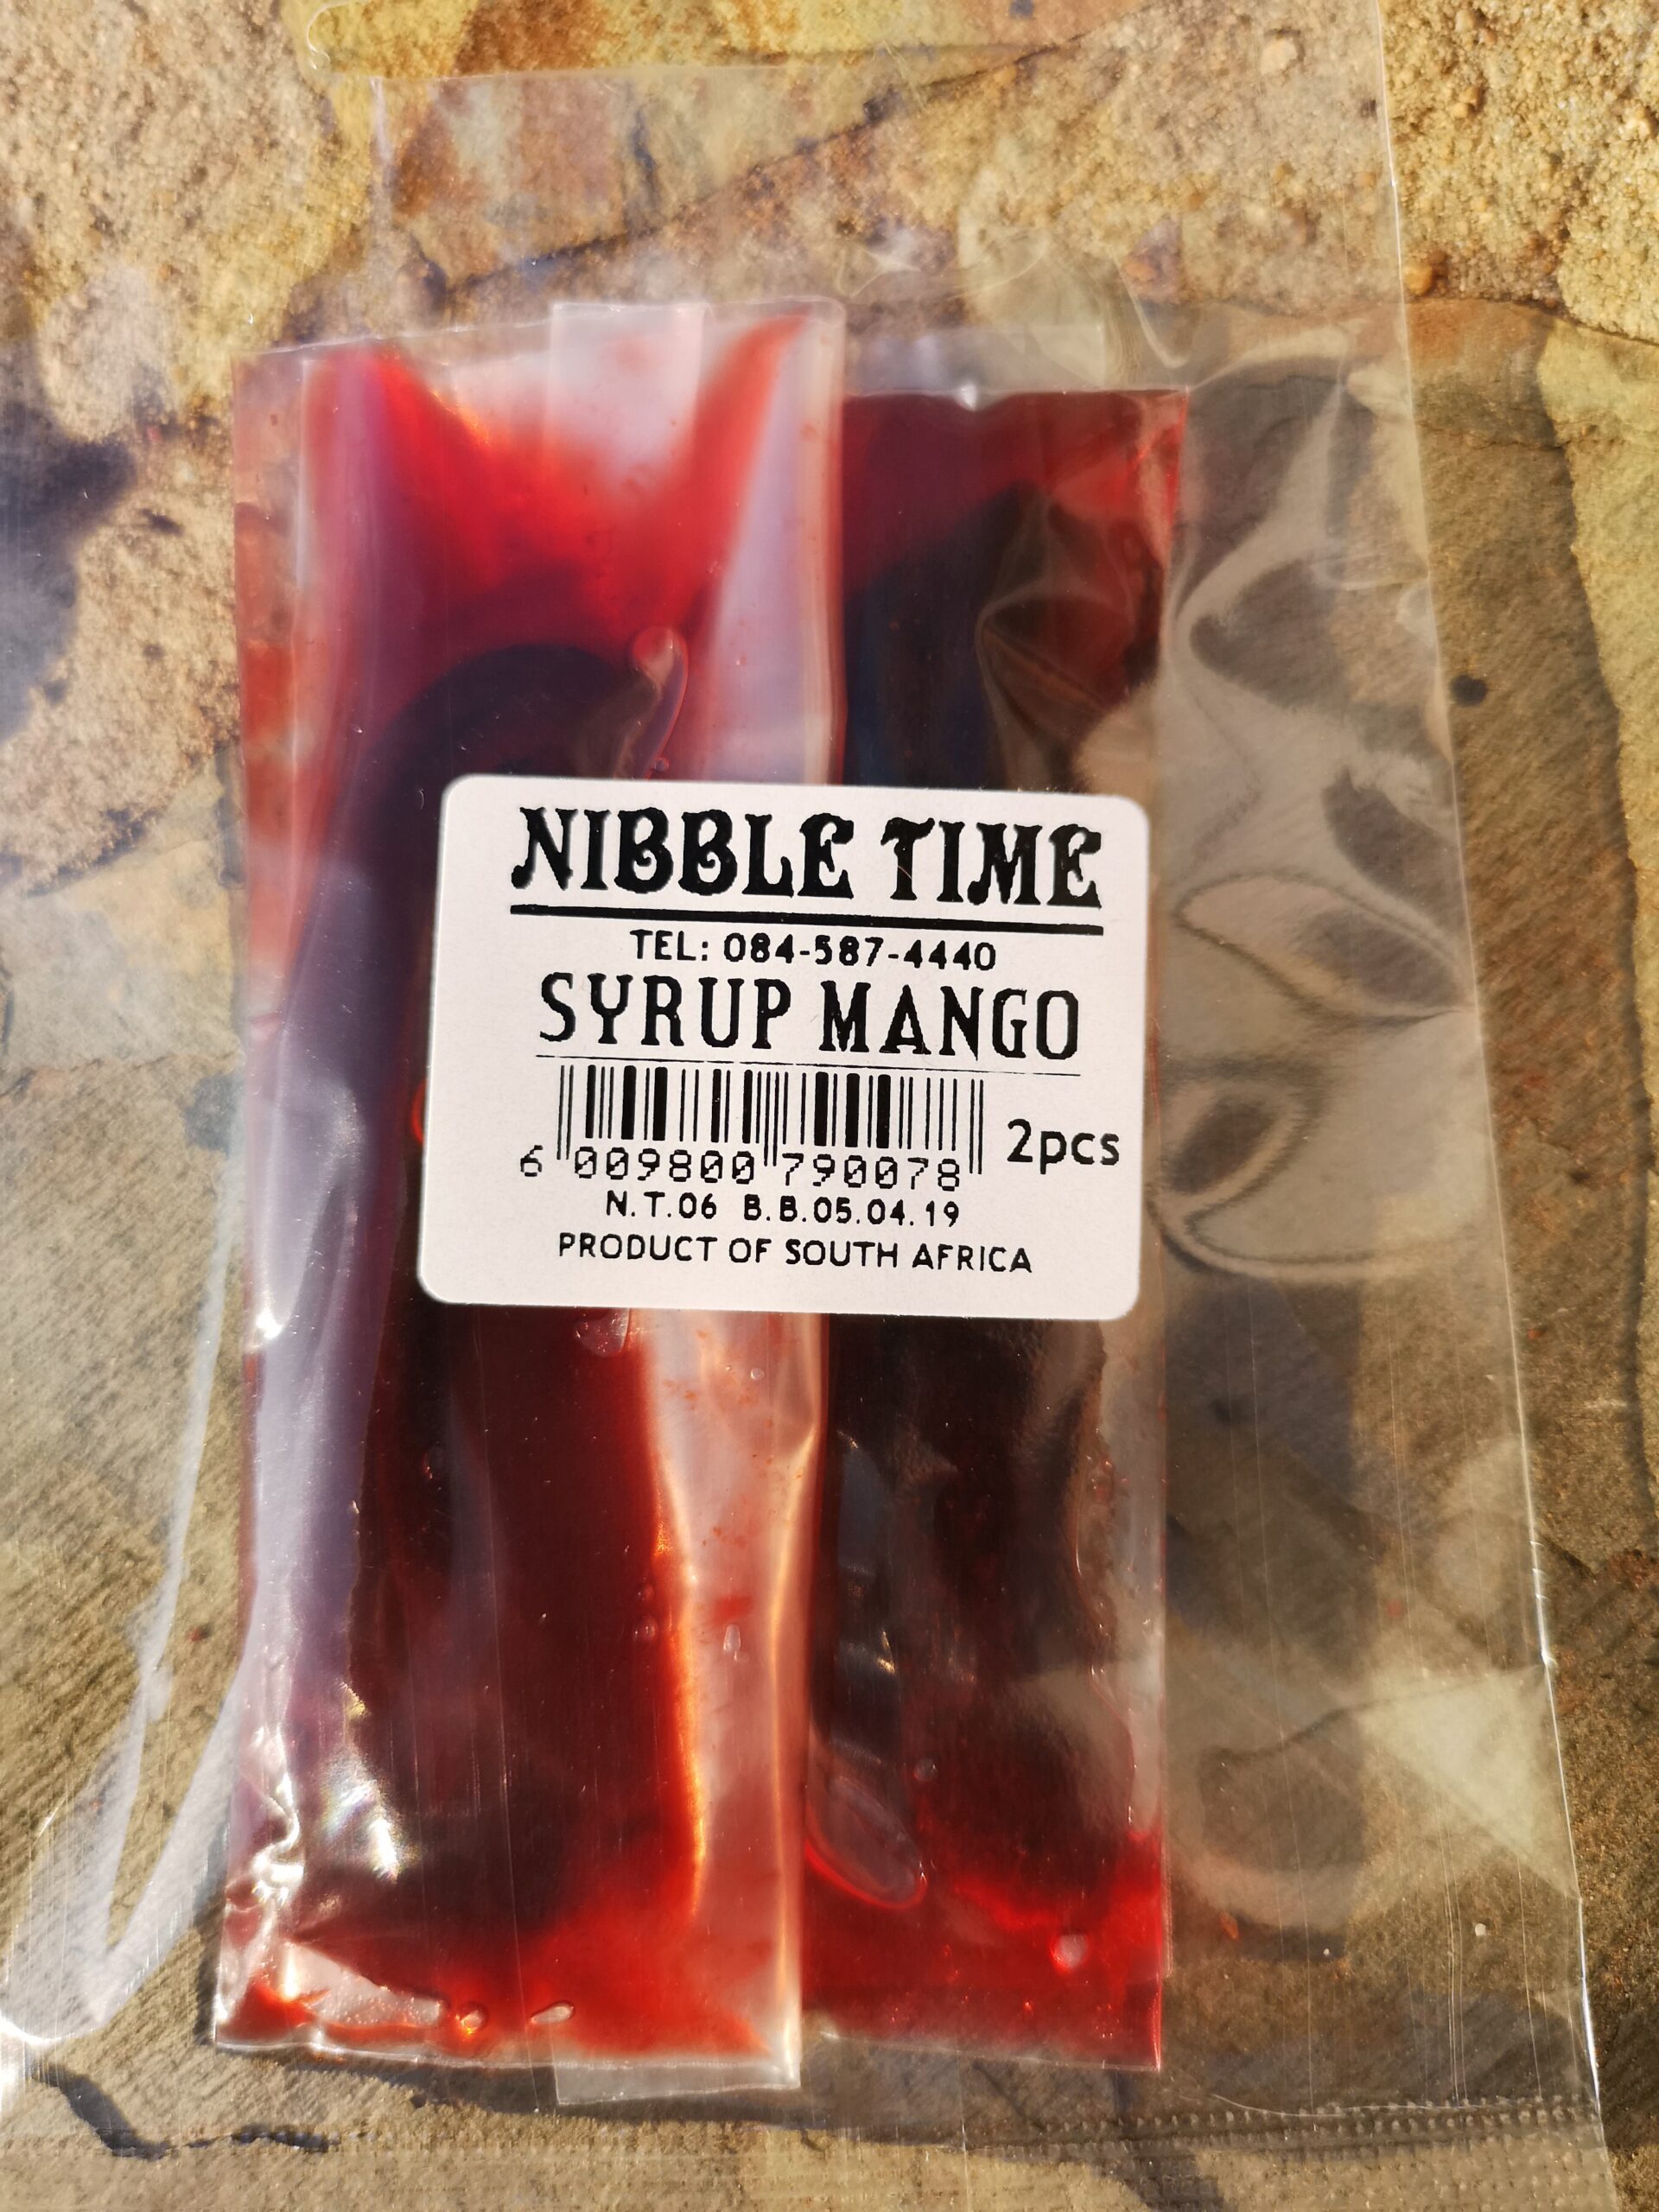 NIBBLE TIME
TEL: 084-587-4440
SYRUP MANGO
6 009800 790078 2pcs
N.T.06 B.B.05.04.19
PRODUCT OF SOUTH AFRICA